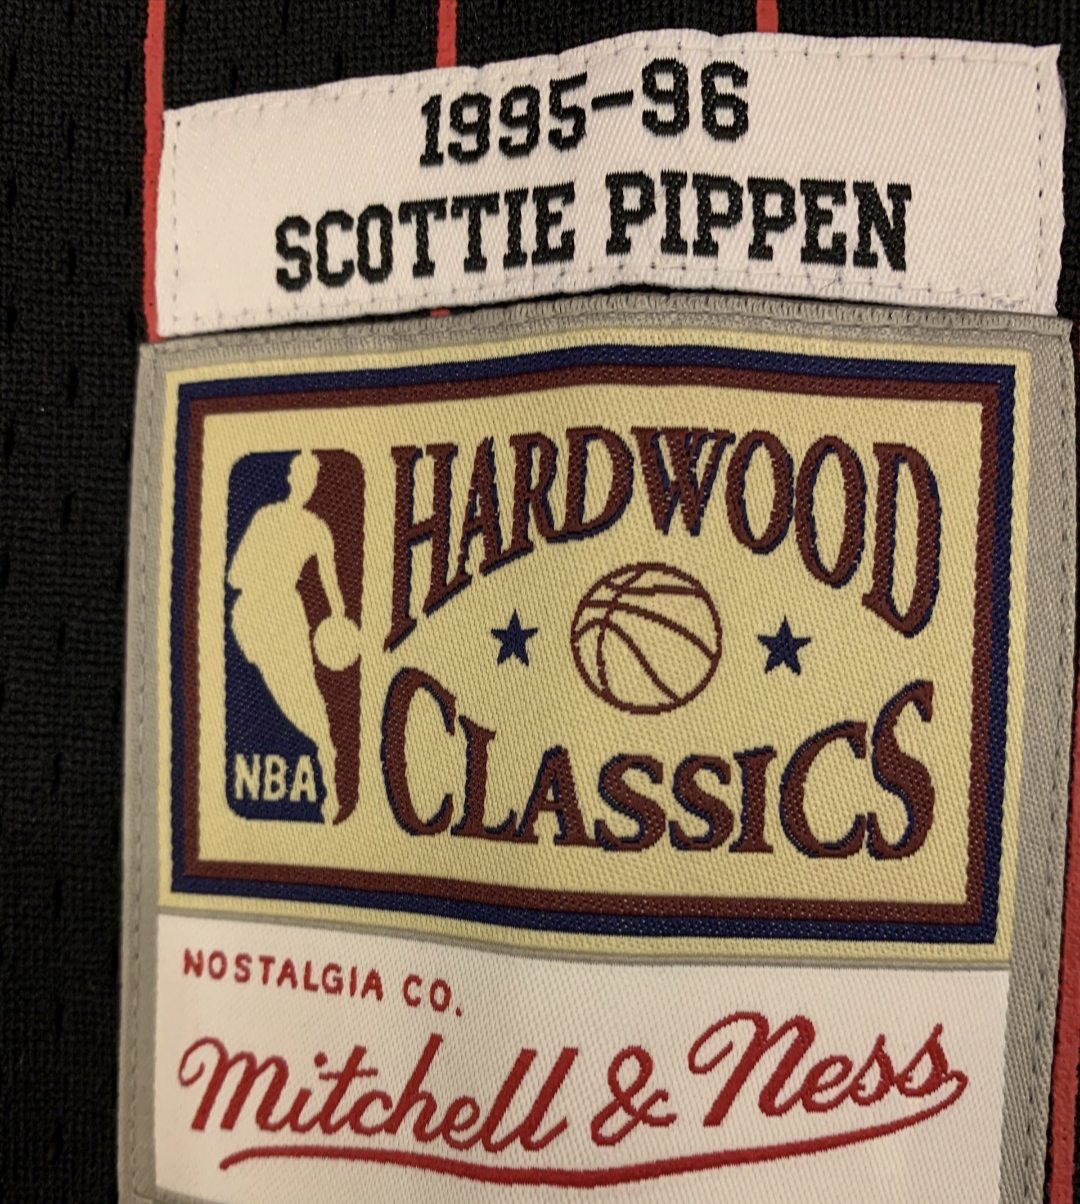 1995-96
SCOTTIE PIPPEN
HARDWOOD
CLASSICS
NBA
NOSTALGIA CO.
Mitchell & Ness